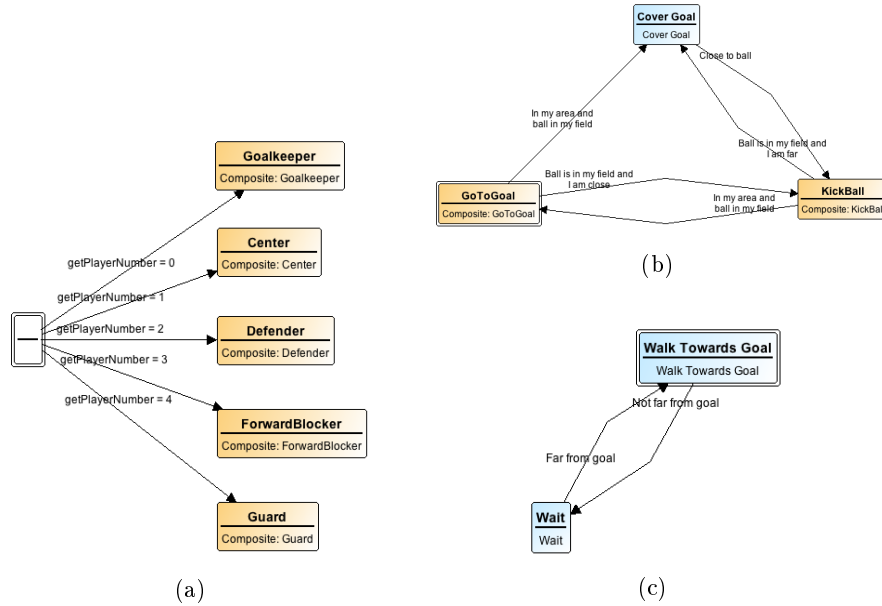 Goalkeeper
Composite: Goalkeeper
getPlayerNumber = 0
Center
Composite: Center
getPlayerNumber = 1
Defender
Composite: Defender
getPlayerNumber = 2
getPlayerNumber = 3
ForwardBlocker
Composite: ForwardBlocker
getPlayerNumber = 4
Guard
Composite: Guard
(a)
Cover Goal
Cover Goal
Close to ball
In my area and
ball in my field
Ball is in my field and
I am far
Ball is in my field and
I am close
GoToGoal
Composite: GoToGoal
In my area and
ball in my field
KickBall
Composite: KickBall
(b)
Walk Towards Goal
Walk Towards Goal
Not far from goal
Far from goal
Wait
Wait
(c)